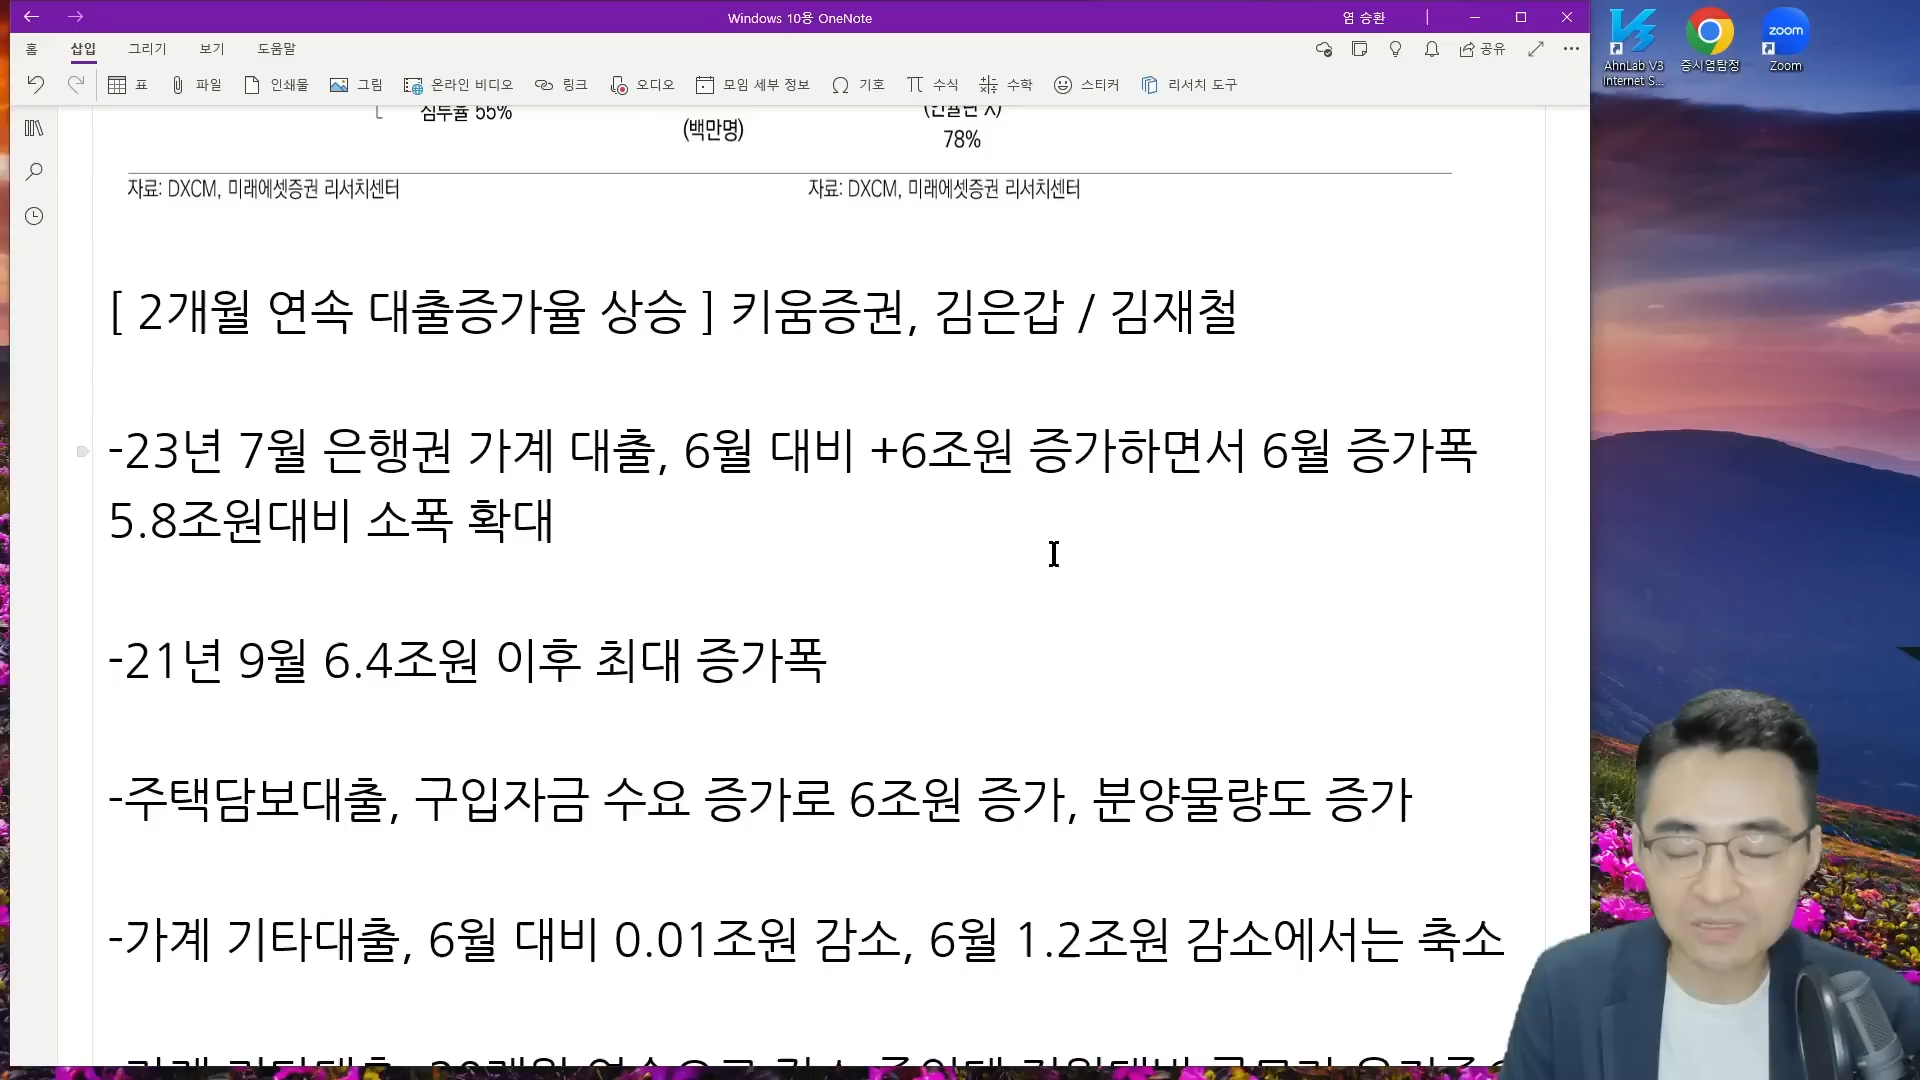 Windows 10용 OneNote
염 승환
홈 삽입 그리기 보기 도움말
공유
표 파일 인쇄물 그림 온라인 비디오 링크 오디오 모임 세부 정보 기호 수식 수학 스티커 리서치 도구
AhnLab V3
Internet S...
증시염탐정
zoom
Zoom
침투율 55%
(백만명)
(인슐린 X)
78%
자료: DXCM, 미래에셋증권 리서치센터
자료: DXCM, 미래에셋증권 리서치센터
[ 2개월 연속 대출증가율 상승 ] 키움증권, 김은갑 / 김재철
-23년 7월 은행권 가계 대출, 6월 대비 +6조원 증가하면서 6월 증가폭
5.8조원대비 소폭 확대
-21년 9월 6.4조원 이후 최대 증가폭
-주택담보대출, 구입자금 수요 증가로 6조원 증가, 분양물량도 증가
-가계 기타대출, 6월 대비 0.01조원 감소, 6월 1.2조원 감소에서는 축소